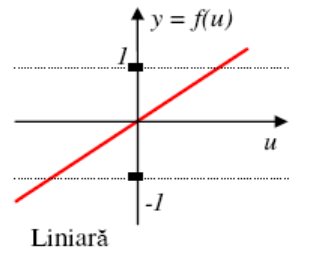 y = f(u)
1
u
-1
Liniară